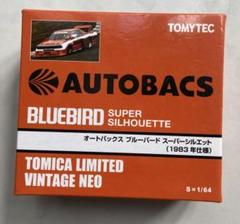 TOMYTEC
AUTOBACS
BLUEBIRD SUPER SILHOUETTE
オートバックス ブルーバード スーパーシルエット
(1983年仕様)
TOMICA LIMITED
VINTAGE NEO
S=1/64